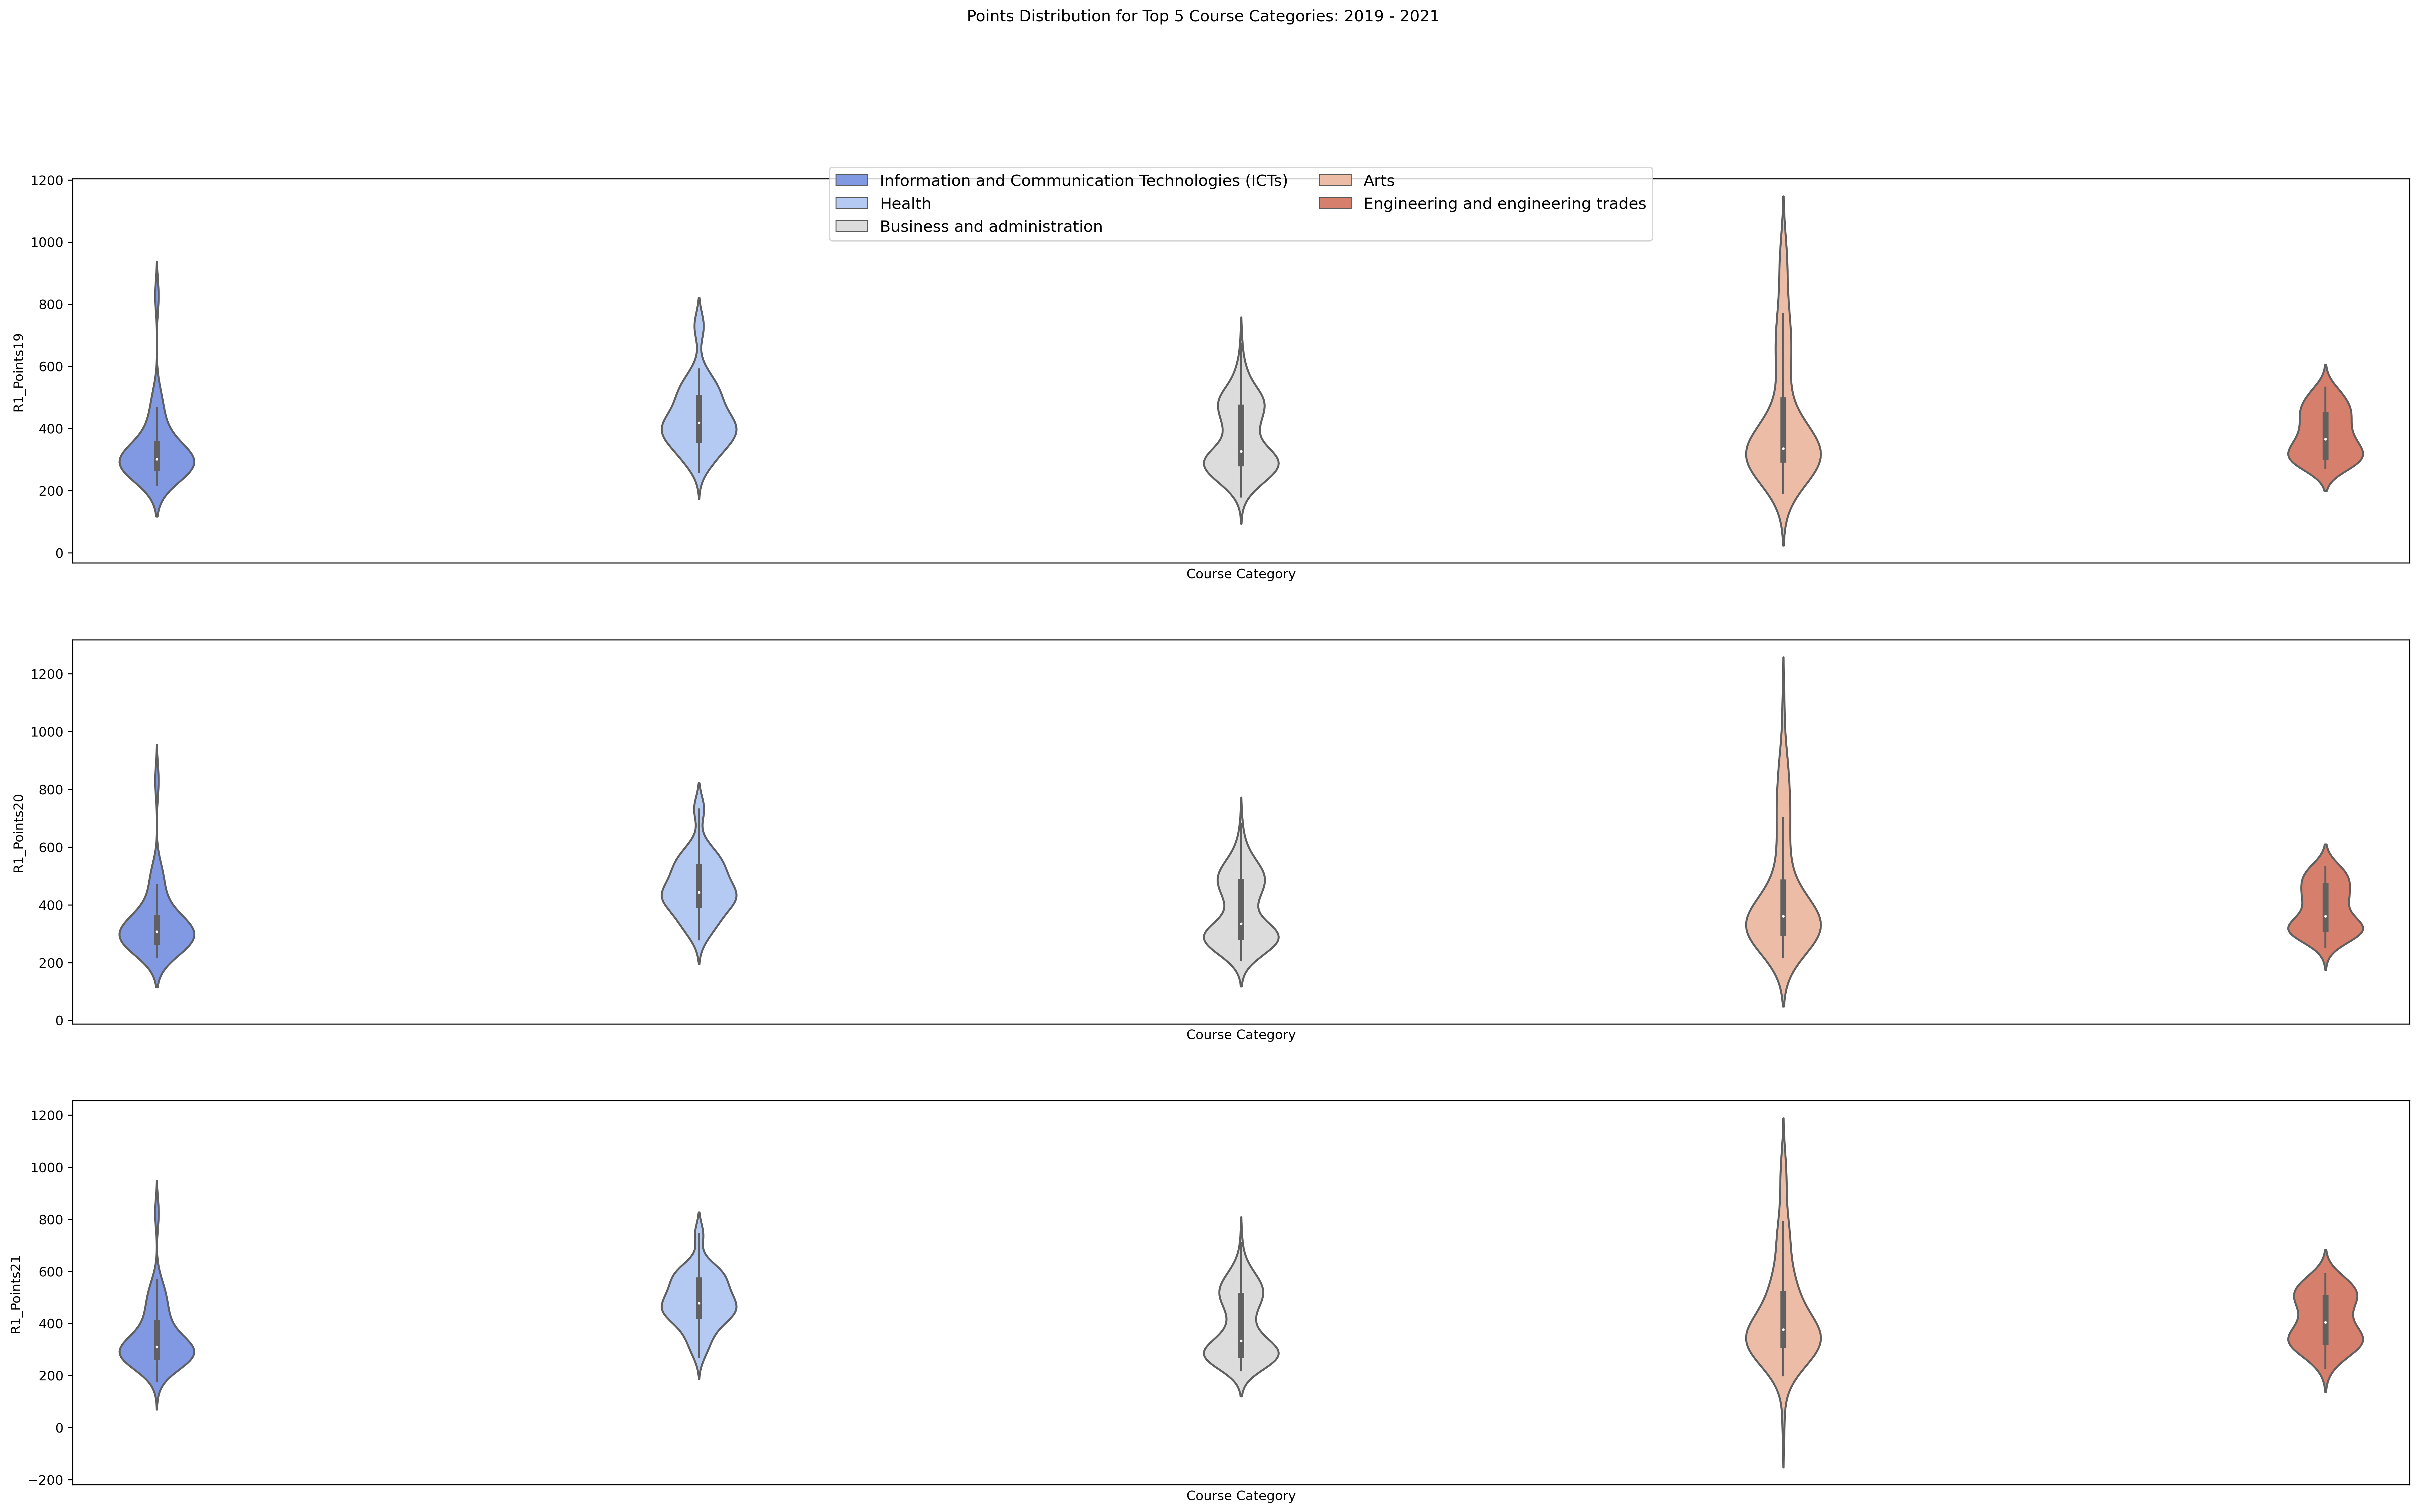 Points Distribution for Top 5 Course Categories: 2019 - 2021
Information and Communication Technologies (ICTs)
Health
Business and administration
Arts
Engineering and engineering trades
1200
1000
800
600
400
200
0
R1_Points19
Course Category
1200
1000
800
600
400
200
0
R1_Points20
Course Category
1200
1000
800
600
400
200
0
−200
R1_Points21
Course Category